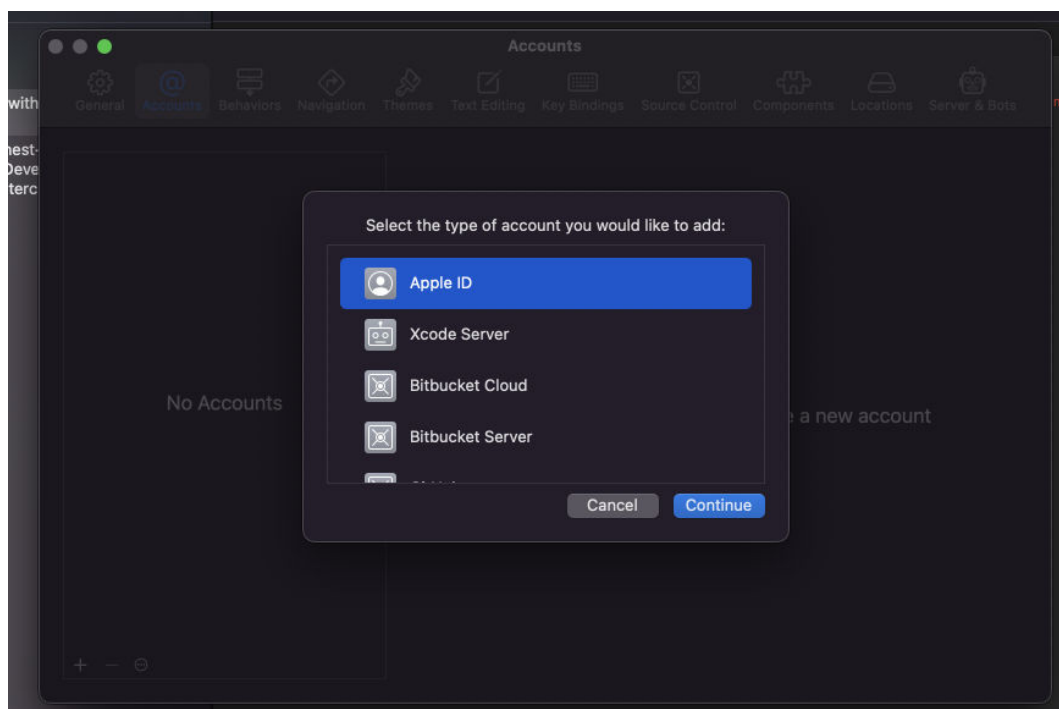 Accounts
General Accounts Behaviors Navigation Themes Text Editing Key Bindings Source Control Components Locations Server & Bots
with
Select the type of account you would like to add:
Apple ID
Xcode Server
Bitbucket Cloud
Bitbucket Server
No Accounts
a new account
Cancel Continue